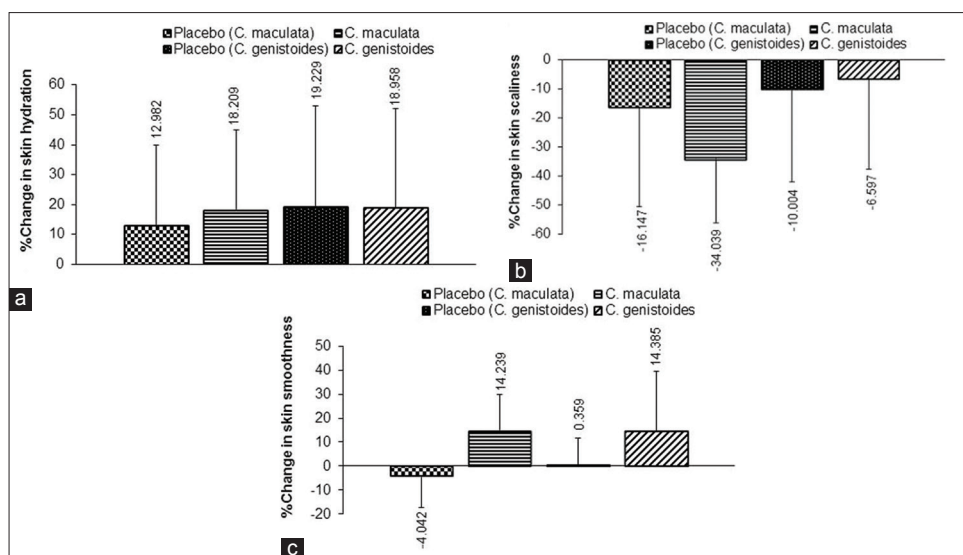 Placebo (C. maculata) C. maculata
Placebo (C. genistoides) C. genistoides
%Change in skin hydration
60
50
40
30
20
10
0
12.982
18.209
19.229
18.958
a
Placebo (C. maculata) C. maculata
Placebo (C. genistoides) C. genistoides
%Change in skin scaliness
0
-10
-20
-30
-40
-50
-60
-16.147
-34.039
-10.004
-6.597
b
Placebo (C. maculata) C. maculata
Placebo (C. genistoides) C. genistoides
%Change in skin smoothness
50
40
30
20
10
0
-10
-20
-4.042
14.239
0.359
14.385
c